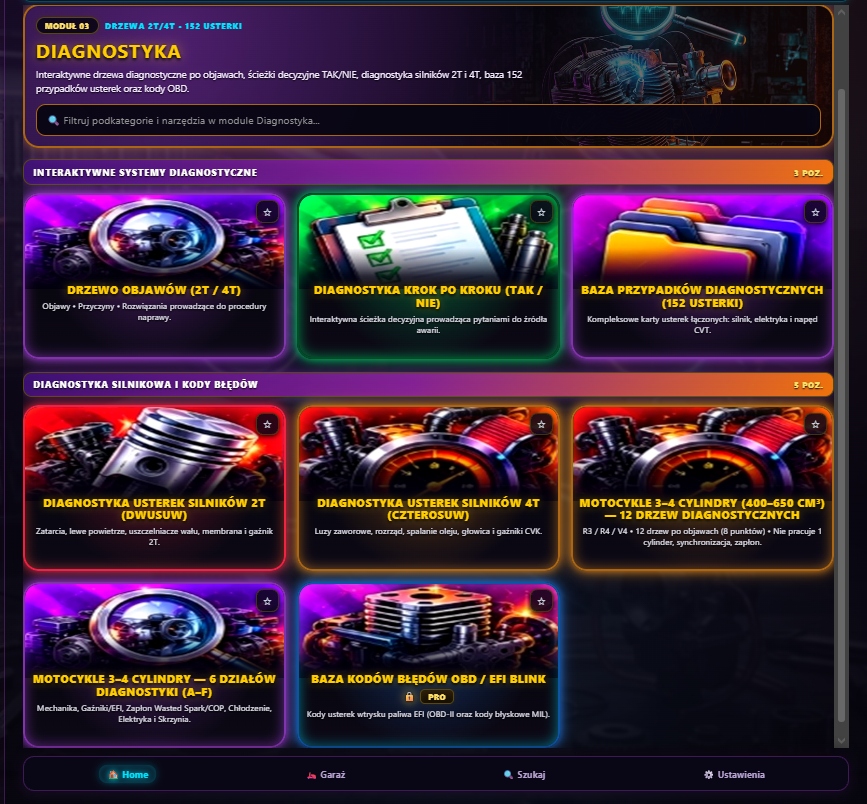 MODUŁ 03 DRZEWA 2T/4T • 152 USTERKI
DIAGNOSTYKA
Interaktywne drzewa diagnostyczne po objawach, ścieżki decyzyjne TAK/NIE, diagnostyka silników 2T i 4T, baza 152
przypadków usterek oraz kody OBD.
Filtruj podkategorie i narzędzia w module Diagnostyka...
INTERAKTYWNE SYSTEMY DIAGNOSTYCZNE
3 POZ.
DRZEWO OBJAWÓW (2T / 4T)
Objawy • Przyczyny • Rozwiązania prowadzące do procedury
naprawy.
DIAGNOSTYKA KROK PO KROKU (TAK /
NIE)
Interaktywna ścieżka decyzyjna prowadząca pytaniami do źródła
awarii.
BAZA PRZYPADKÓW DIAGNOSTYCZNYCH
(152 USTERKI)
Kompleksowe karty usterek łączonych: silnik, elektryka i napęd
CVT.
DIAGNOSTYKA SILNIKOWA I KODY BŁĘDÓW
5 POZ.
DIAGNOSTYKA USTEREK SILNIKÓW 2T
(DWUSUW)
Zatarcia, lewe powietrze, uszczelniacze wału, membrana i gaźnik
2T.
DIAGNOSTYKA USTEREK SILNIKÓW 4T
(CZTEROSUW)
Luzy zaworowe, rozrząd, spalanie oleju, głowica i gaźniki CVK.
MOTOCYKLE 3–4 CYLINDRY (400–650 CM³)
— 12 DRZEW DIAGNOSTYCZNYCH
R3 / R4 / V4 • 12 drzew po objawach (8 punktów) • Nie pracuje 1
cylinder, synchronizacja, zapłon.
MOTOCYKLE 3–4 CYLINDRY — 6 DZIAŁÓW
DIAGNOSTYKI (A–F)
Mechanika, Gaźniki/EFI, Zapłon Wasted Spark/COP, Chłodzenie,
Elektryka i Skrzynia.
BAZA KODÓW BŁĘDÓW OBD / EFI BLINK
PRO
Kody usterek wtrysku paliwa EFI (OBD-II oraz kody błyskowe MIL).
Home
Garaż
Szukaj
Ustawienia